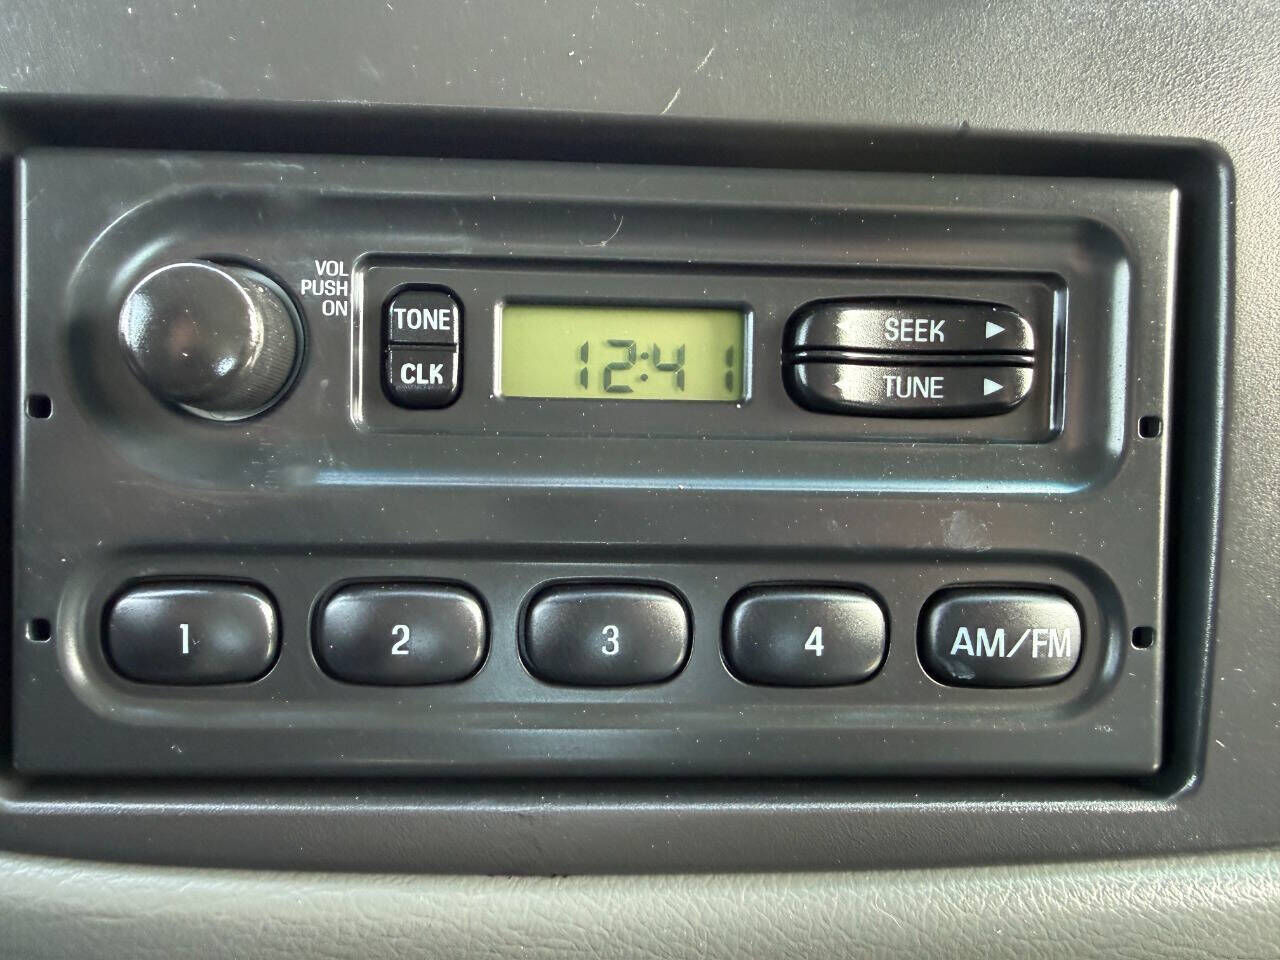 VOL
PUSH
ON
TONE
CLK
12:41
SEEK
TUNE
1
2
3
4
AM/FM